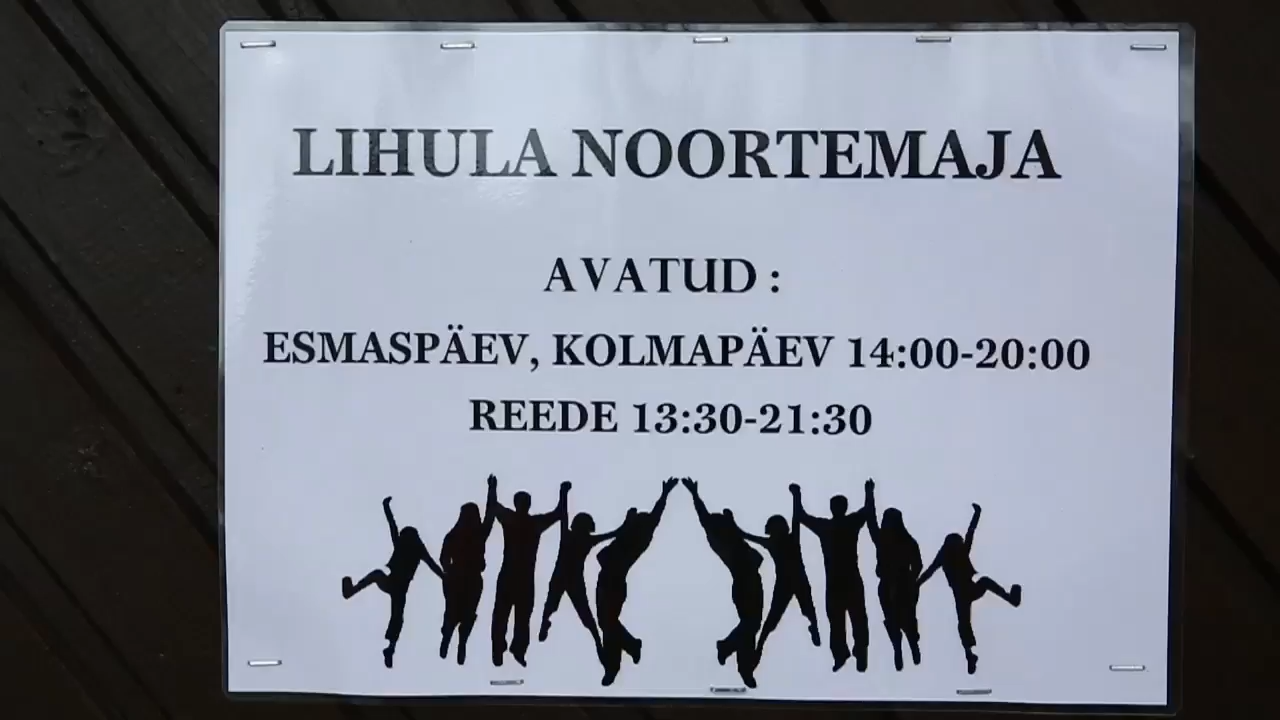 LIHULA NOORTEMAJA
AVATUD :
ESMASPÄEV, KOLMAPÄEV 14:00-20:00
REEDE 13:30-21:30